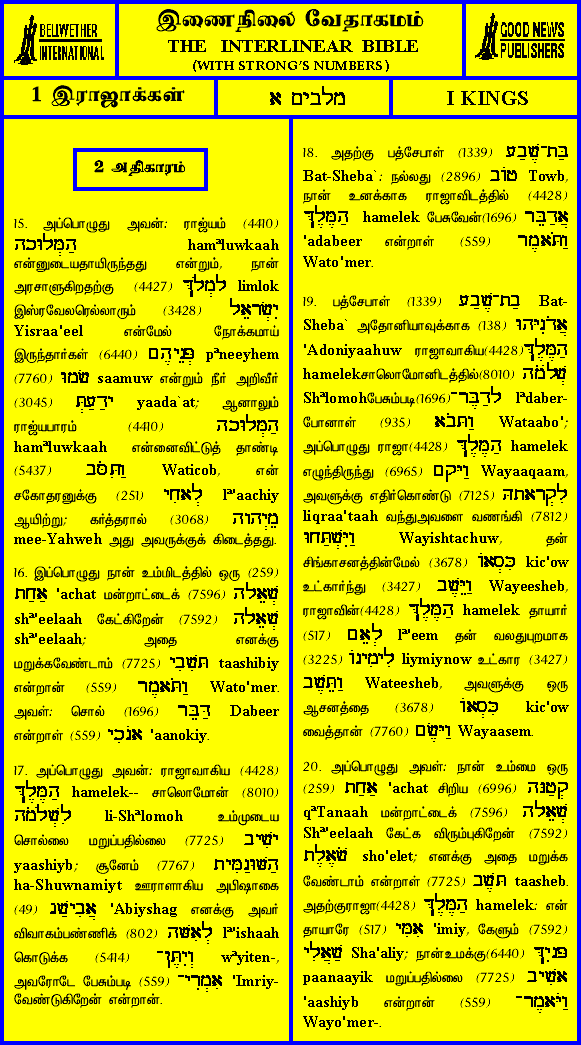 BELIWETHER
INTERNATIONAL
இணைநிலை வேதாகமம்
THE INTERLINEAR BIBLE
(WITH STRONG'S NUMBERS)
GOOD NEWS
PUBLISHERS
1 இராஜாக்கள்
מלבים א
I KINGS
2 அதிகாரம்
15. அப்பொழுது அவன்: ராஜ்யம் (4410)
הַמְּלוּכָה hamªluwkaah
என்னுடையதாயிருந்தது என்றும், நான்
அரசாளுகிறதற்கு (4427) לִמְלֹךְ limlok
இஸ்ரவேலரெல்லாரும் (3428) יִשְׂרָאֵל
Yisraa'eel என்மேல் நோக்கமாய்
இருந்தார்கள் (6440) פְּנֵיהֶם pªneeyhem
(7760) שָׂמוּ saamuw என்றும் நீர் அறிவீர்
(3045) יָדַעַתְּ yaada`at; ஆனாலும்
ராஜ்யபாரம் (4410) הַמְּלוּכָה
hamªluwkaah என்னைவிட்டுத் தாண்டி
(5437) וַתִּסֹּב Waticob, என்
சகோதரனுக்கு (251) לְאָחִי lª'aachiy
ஆயிற்று; கர்த்தரால் (3068) מֵיְהוָה
mee-Yahweh அது அவருக்குக் கிடைத்தது.
16. இப்பொழுது நான் உம்மிடத்தில் ஒரு (259)
אַחַת 'achat மன்றாட்டைக் (7596) שְׁאֵלָה
shª'eelaah கேட்கிறேன் (7592) שְׁאֵלָה
shª'eelaah; அதை எனக்கு
மறுக்கவேண்டாம் (7725) תָּשִׁבִי taashibiy
என்றான் (559) וַתֹּאמֶר Wato'mer.
அவள்: சொல் (1696) דַּבֵּר Dabeer
என்றாள் (559) אֹנֹכִי 'aanokiy.
17. அப்பொழுது அவன்: ராஜாவாகிய (4428)
הַמֶּלֶךְ hamelek-- சாலொமோன் (8010)
לִשְׁלֹמֹה li-Shªlomoh உம்முடைய
சொல்லை மறுப்பதில்லை (7725) יָשִׁיב
yaashiyb; சூனேம் (7767) הַשּׁוּנַמִּית
ha-Shuwnamiyt ஊராளாகிய அபிஷாகை
(49) אֲבִישַׁג 'Abiyshag எனக்கு அவர்
விவாகம்பண்ணிக் (802) לְאִשָּׁה lª'ishaah
கொடுக்க (5414) וְיִתֶּן־ wªyiten-,
அவரோடே பேசும்படி (559) אִמְרִי־ 'Imriy-
வேண்டுகிறேன் என்றான்.
18. அதற்கு பத்சேபாள் (1339) בַּת־שֶׁבַע
Bat-Sheba`: நல்லது (2896) טוֹב Towb,
நான் உனக்காக ராஜாவிடத்தில் (4428)
הַמֶּלֶךְ hamelek பேசுவேன்(1696) אֲדַבֵּר
'adabeer என்றாள் (559) וַתֹּאמֶר
Wato'mer.
19. பத்சேபாள் (1339) בַת־שֶׁבַע Bat-
Sheba` அதோனியாவுக்காக (138) אֲדֹנִיָּהוּ
'Adoniyaahuw ராஜாவாகிய(4428)הַמֶּלֶךְ
hamelekசாலொமோனிடத்தில்(8010) שְׁלֹמֹה
Shªlomohபேசும்படி(1696)לְדַבֶּר־ lªdaber-
போனாள் (935) וַתָּבֹא Wataabo';
அப்பொழுது ராஜா(4428) הַמֶּלֶךְ hamelek
எழுந்திருந்து (6965) וַיָּקָם Wayaaqaam,
அவளுக்கு எதிர்கொண்டு (7125) לִקְרָאתָהּ
liqraa'taah வந்துஅவளை வணங்கி (7812)
וַיִּשְׁתַּחוּ Wayishtachuw, தன்
சிங்காசனத்தின்மேல் (3678) כִּסְאוֹ kic'ow
உட்கார்ந்து (3427) וַיֵּשֶׁב Wayeesheb,
ராஜாவின்(4428) הַמֶּלֶךְ hamelek தாயார்
(517) לְאֵם lª'eem தன் வலதுபுறமாக
(3225) לִימִינוֹ liymiynow உட்கார (3427)
וַתֵּשֶׁב Wateesheb, அவளுக்கு ஒரு
ஆசனத்தை (3678) כִּסְאוֹ kic'ow
வைத்தான் (7760) וַיָּשֶׂם Wayaasem.
20. அப்பொழுது அவள்: நான் உம்மை ஒரு
(259) אַחַת 'achat சிறிய (6996) קְטַנָּה
qªTanaah மன்றாட்டைக் (7596) שְׁאֵלָה
Shª'eelaah கேட்க விரும்புகிறேன் (7592)
שֹׁאֶלֶת sho'elet; எனக்கு அதை மறுக்க
வேண்டாம் என்றாள் (7725) תָּשֶׁב taasheb.
அதற்குராஜா(4428) הַמֶּלֶךְ hamelek: என்
தாயாரே (517) אִמִּי 'imiy, கேளும் (7592)
שַׁאֲלִי Sha'aliy; நான்உமக்கு(6440) פָּנָיִךְ
paanaayik மறுப்பதில்லை (7725) אָשִׁיב
'aashiyb என்றான் (559) וַיֹּאמֶר־
Wayo'mer-.